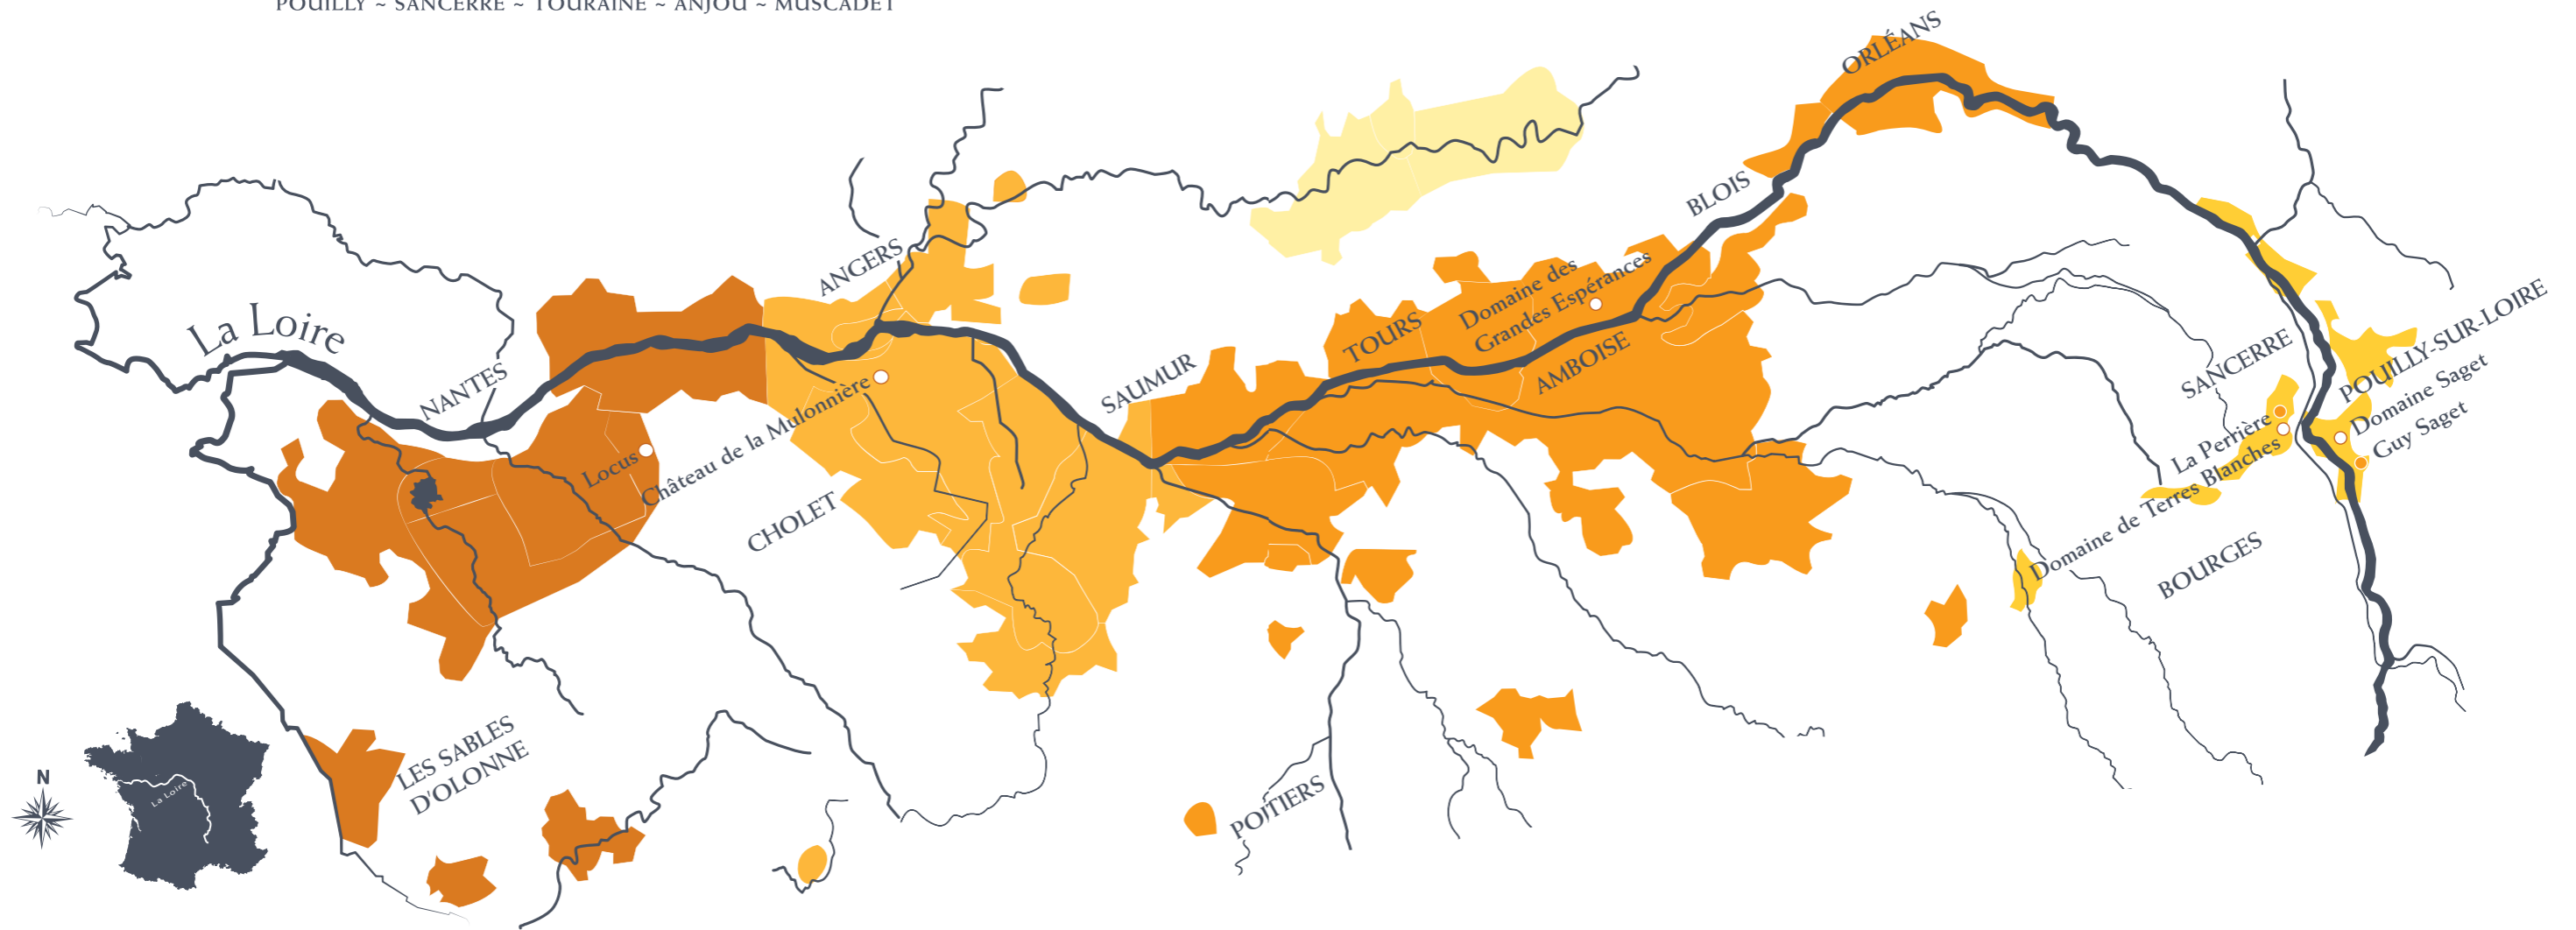 POUILLY ~ SANCERRE ~ TOURAINE ~ ANJOU ~ MUSCADET
ORLÉANS
BLOIS
ANGERS
La Loire
NANTES
SAUMUR
TOURS
Domaine des
Grandes Espérances
AMBOISE
SANCERRE
POUILLY-SUR-LOIRE
Domaine Saget
Guy Saget
La Perrière
Domaine de Terres Blanches
BOURGES
Locus
Château de la Mulonnière
CHOLET
LES SABLES
D'OLONNE
POITIERS
N
La Loire